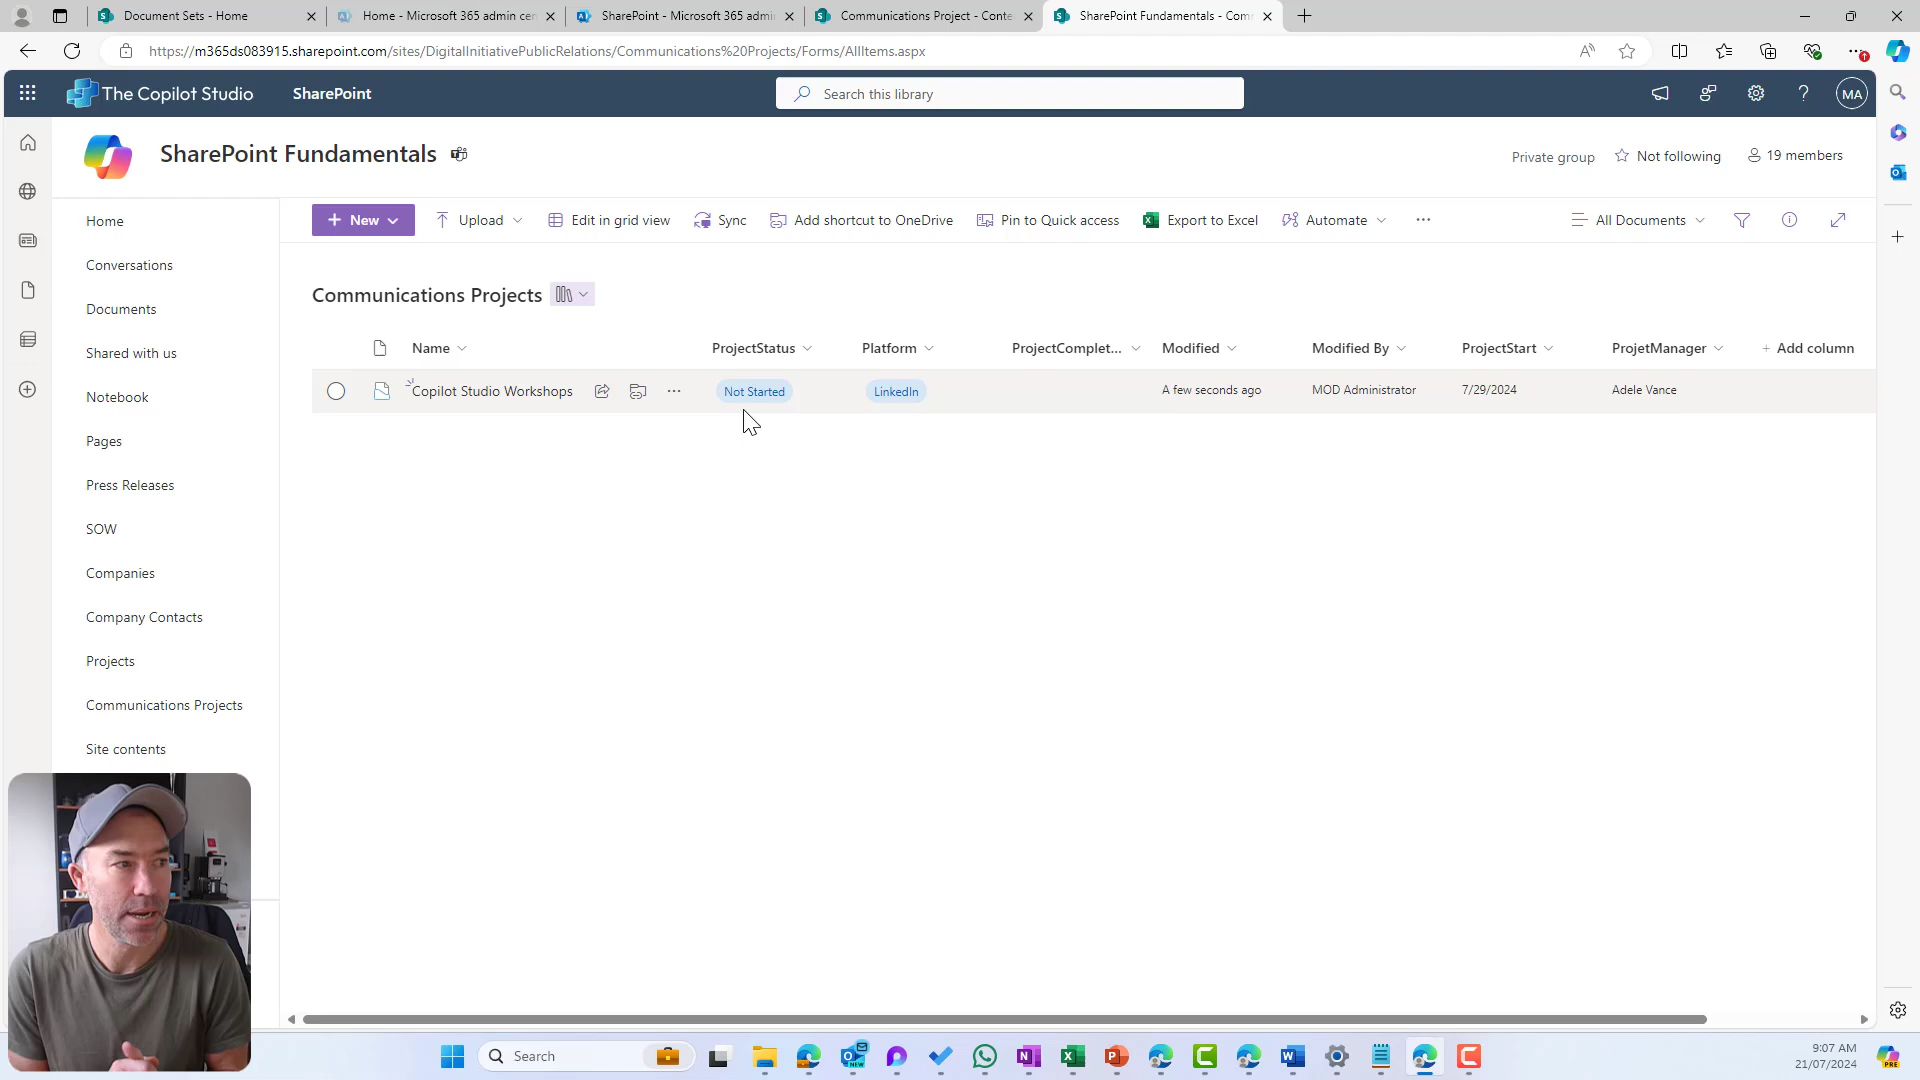 Document Sets - Home
Home - Microsoft 365 admin cen
SharePoint - Microsoft 365 admi
Communications Project - Conte
SharePoint Fundamentals - Com
https://m365ds083915.sharepoint.com/sites/DigitalInitiativePublicRelations/Communications%20Projects/Forms/AllItems.aspx
The Copilot Studio
SharePoint
Search this library
MA
SharePoint Fundamentals
Private group
Not following
19 members
Home
Conversations
Documents
Shared with us
Notebook
Pages
Press Releases
SOW
Companies
Company Contacts
Projects
Communications Projects
Site contents
New
Upload
Edit in grid view
Sync
Add shortcut to OneDrive
Pin to Quick access
Export to Excel
Automate
All Documents
Communications Projects
Name ProjectStatus Platform ProjectComplet... Modified Modified By ProjectStart ProjetManager + Add column
Copilot Studio Workshops Not Started LinkedIn A few seconds ago MOD Administrator 7/29/2024 Adele Vance
Search
NEW
9:07 AM
21/07/2024
PRE